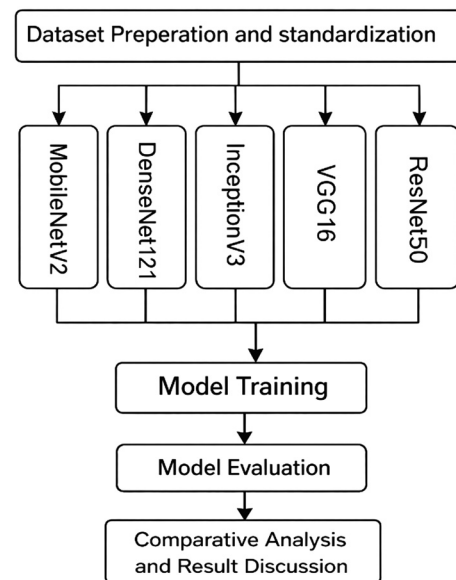 Dataset Preperation and standardization
MobileNetV2
DenseNet121
InceptionV3
VGG16
ResNet50
Model Training
Model Evaluation
Comparative Analysis
and Result Discussion